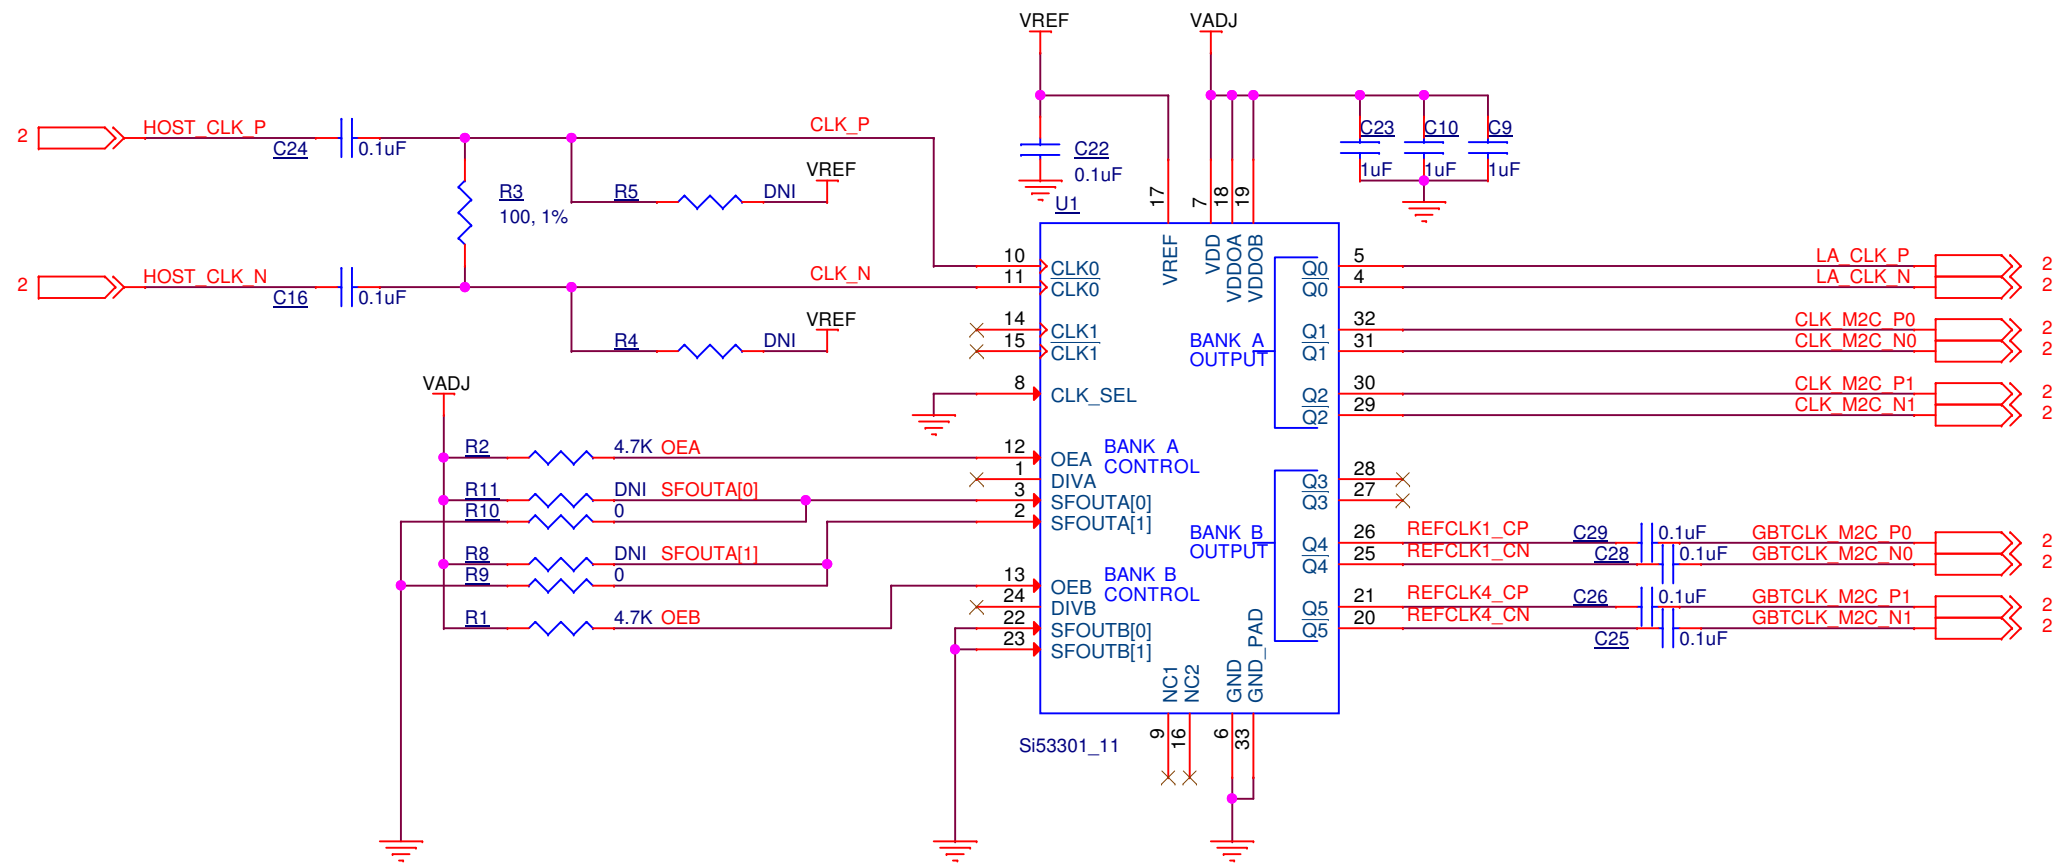 VREF
VADJ
2 HOST_CLK_P
C24
0.1uF
CLK_P
R3
100, 1%
R5
DNI
VREF
C22
0.1uF
C23
1uF
C10
1uF
C9
1uF
2 HOST_CLK_N
C16
0.1uF
CLK_N
R4
DNI
VREF
VADJ
R2
4.7K OEA
R11
DNI SFOUTA[0]
R10
0
R8
DNI SFOUTA[1]
R9
0
R1
4.7K OEB
U1
17
7
18
19
VREF
VDD
VDDOA
VDDOB
10 CLK0
11 CLK0
14 CLK1
15 CLK1
8 CLK_SEL
12 OEA
BANK A
CONTROL
1 DIVA
3 SFOUTA[0]
2 SFOUTA[1]
13 OEB
BANK B
CONTROL
24 DIVB
22 SFOUTB[0]
23 SFOUTB[1]
BANK A
OUTPUT
BANK B
OUTPUT
NC1
NC2
GND
GND_PAD
9
16
6
33
Si53301_11
Q0 5 LA_CLK_P 2
Q0 4 LA_CLK_N 2
Q1 32 CLK_M2C_P0 2
Q1 31 CLK_M2C_N0 2
Q2 30 CLK_M2C_P1 2
Q2 29 CLK_M2C_N1 2
Q3 28
Q3 27
Q4 26 REFCLK1_CP C29 0.1uF GBTCLK_M2C_P0 2
Q4 25 REFCLK1_CN C28 0.1uF GBTCLK_M2C_N0 2
Q5 21 REFCLK4_CP C26 0.1uF GBTCLK_M2C_P1 2
Q5 20 REFCLK4_CN C25 0.1uF GBTCLK_M2C_N1 2